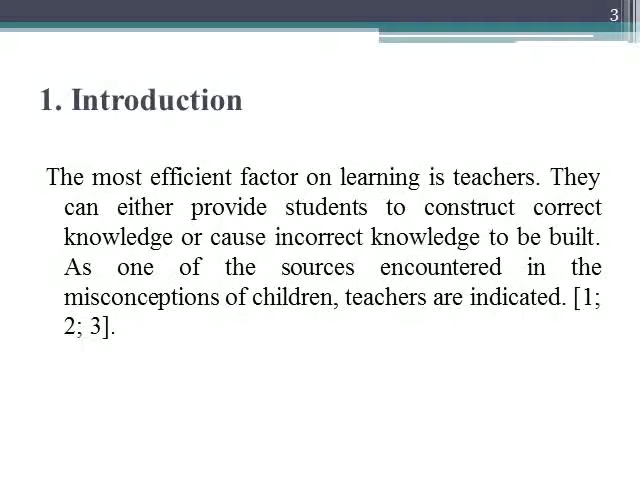 3
1. Introduction
The most efficient factor on learning is teachers. They
can either provide students to construct correct
knowledge or cause incorrect knowledge to be built.
As one of the sources encountered in the
misconceptions of children, teachers are indicated. [1;
2; 3].